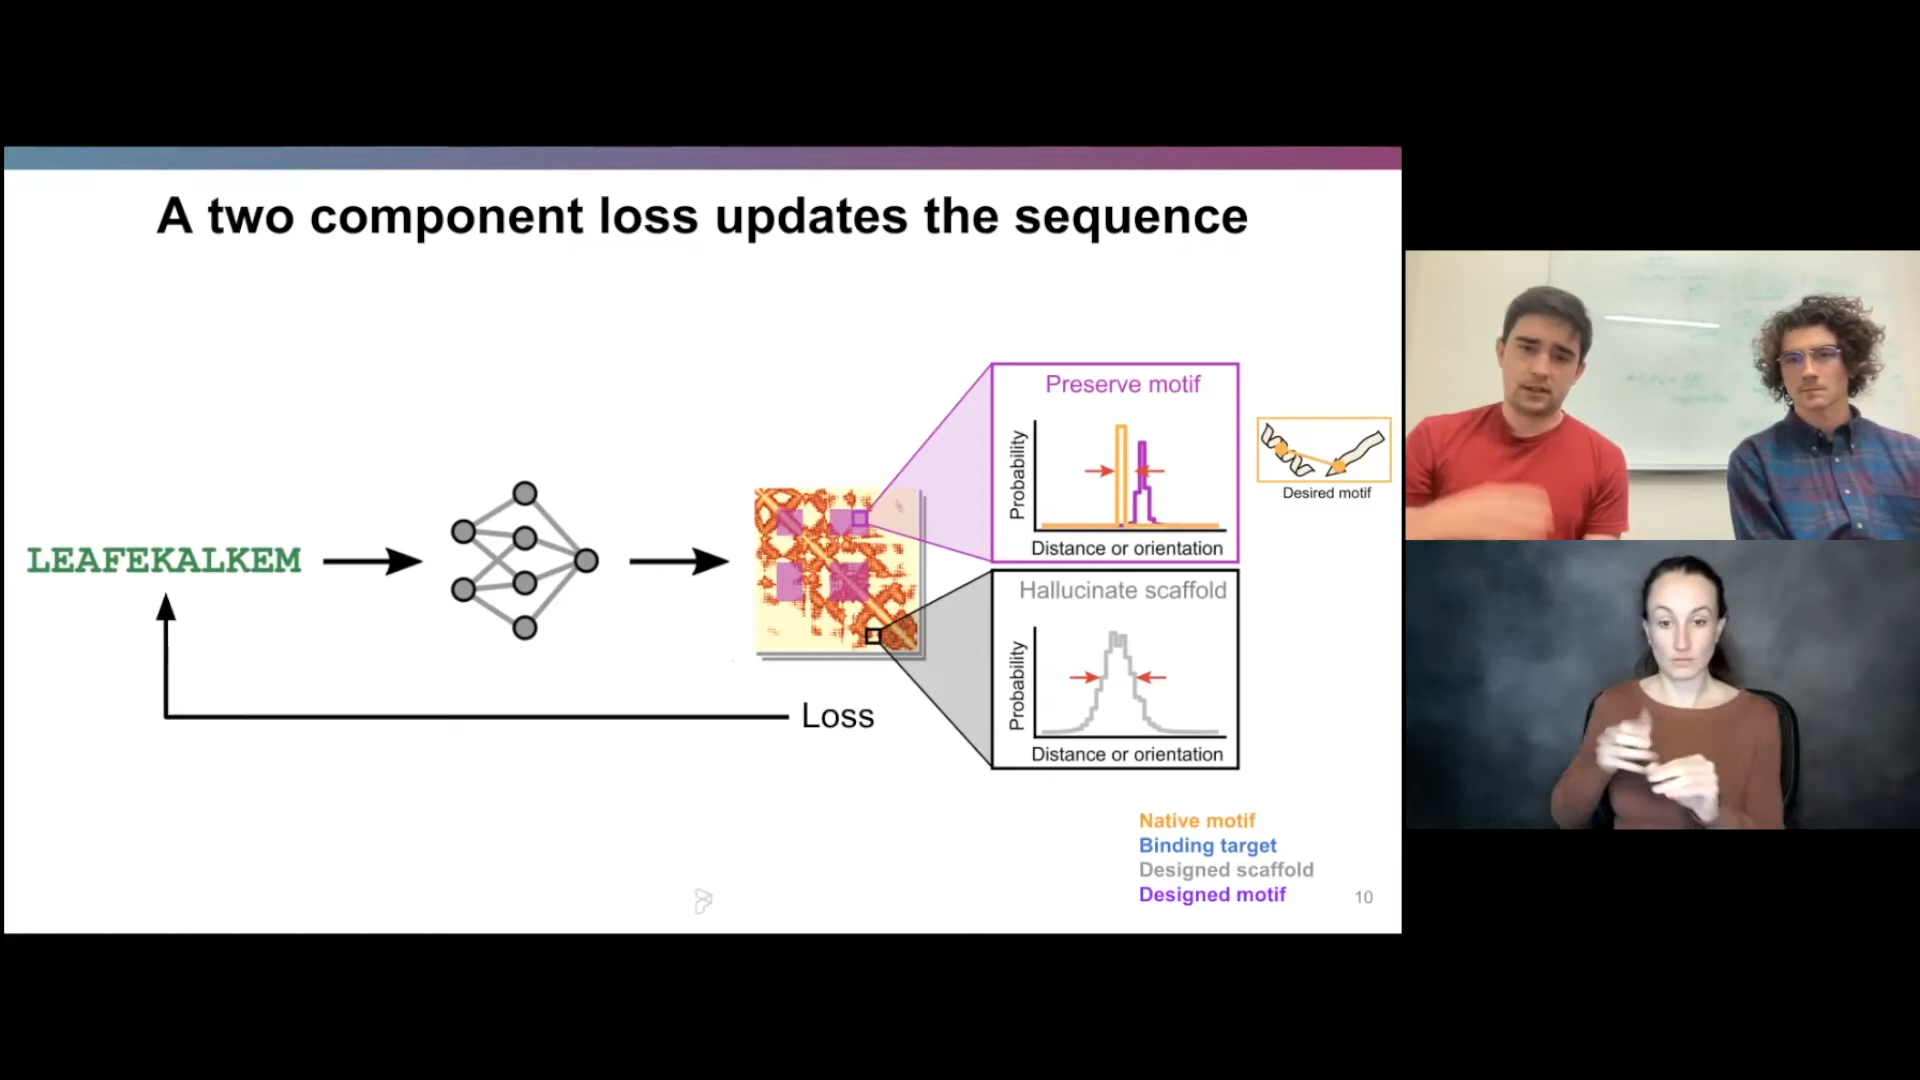 A two component loss updates the sequence
LEAFEKALKEM
Preserve motif
Probability
Distance or orientation
Desired motif
Hallucinate scaffold
Probability
Distance or orientation
Loss
Native motif
Binding target
Designed scaffold
Designed motif
10